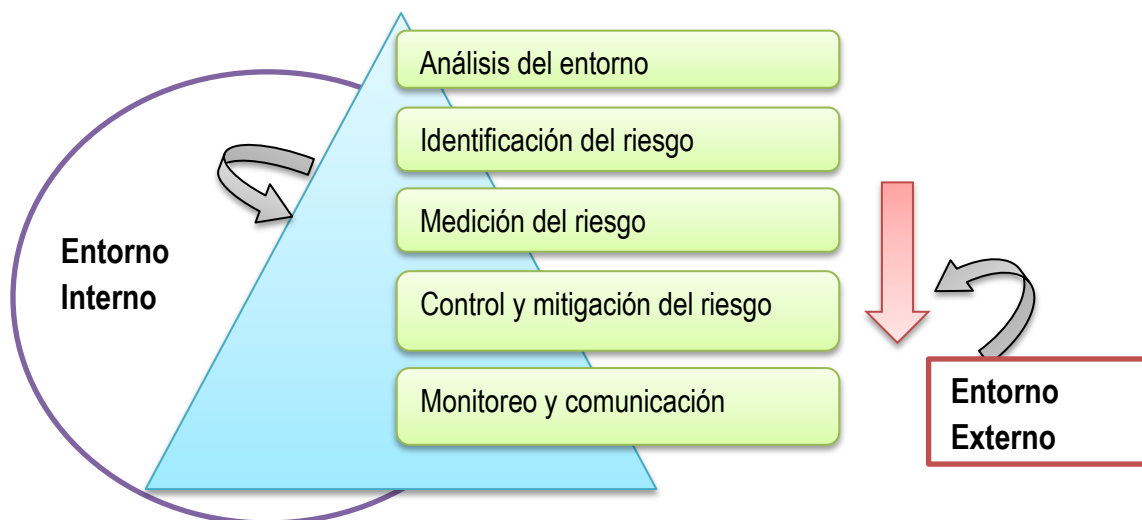 Análisis del entorno
Identificación del riesgo
Medición del riesgo
Control y mitigación del riesgo
Monitoreo y comunicación
Entorno
Interno
Entorno
Externo